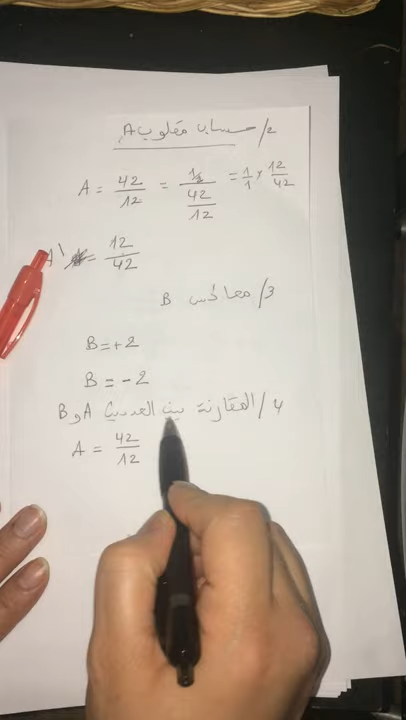 2/ حساب مقلوب A
A = 42/12 = 1/(42/12) = 1/1 × 12/42
A' = 12/42
3/ معاكس B
B = +2
B = -2
4/ المقارنة بين العددين A و B
A = 42/12